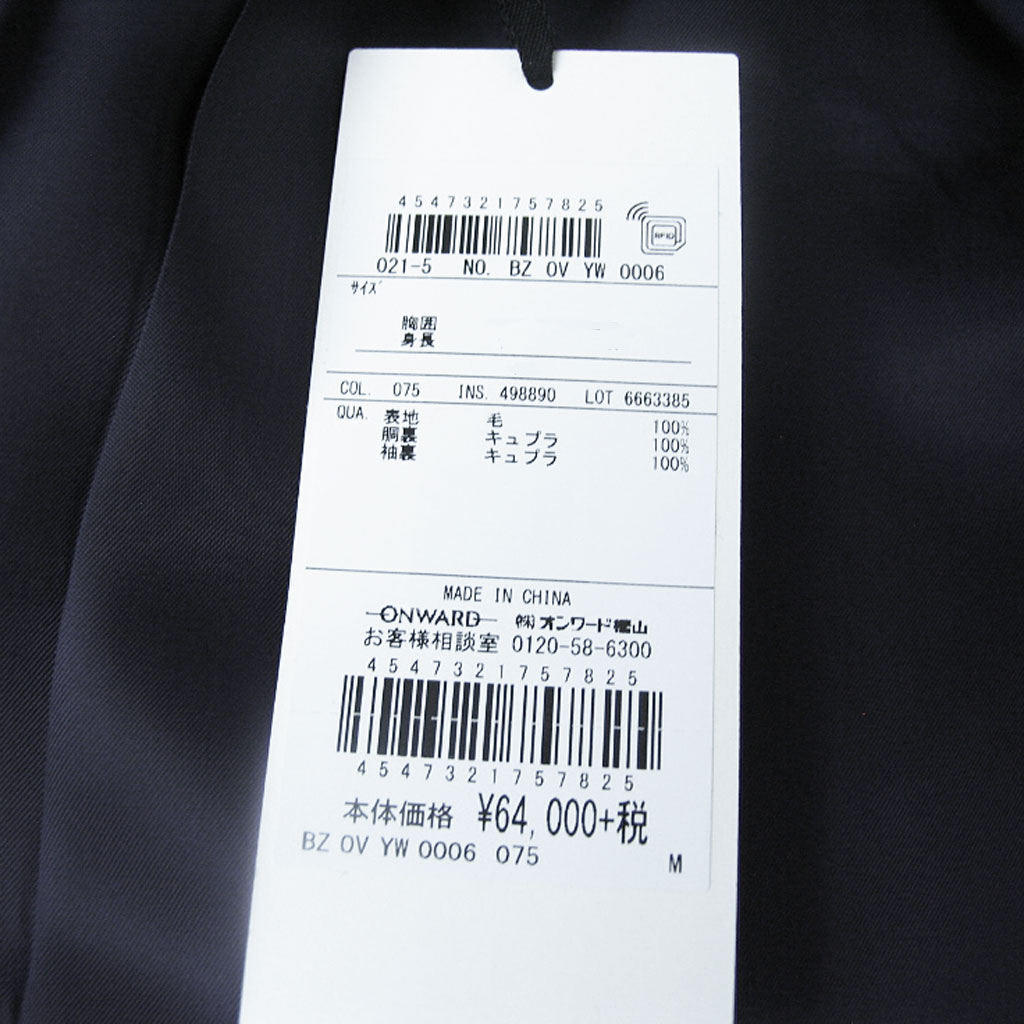 4547321757825
RFID
021-5 NO. BZ OV YW 0006
サイズ
胸囲
身長
COL. 075 INS. 498890 LOT 6663385
QUA. 表地 毛 100%
胴裏 キュプラ 100%
袖裏 キュプラ 100%
MADE IN CHINA
ONWARD ㈱オンワード樫山
お客様相談室 0120-58-6300
4547321757825
4547321757825
本体価格 ¥64,000+税
BZ OV YW 0006 075
M